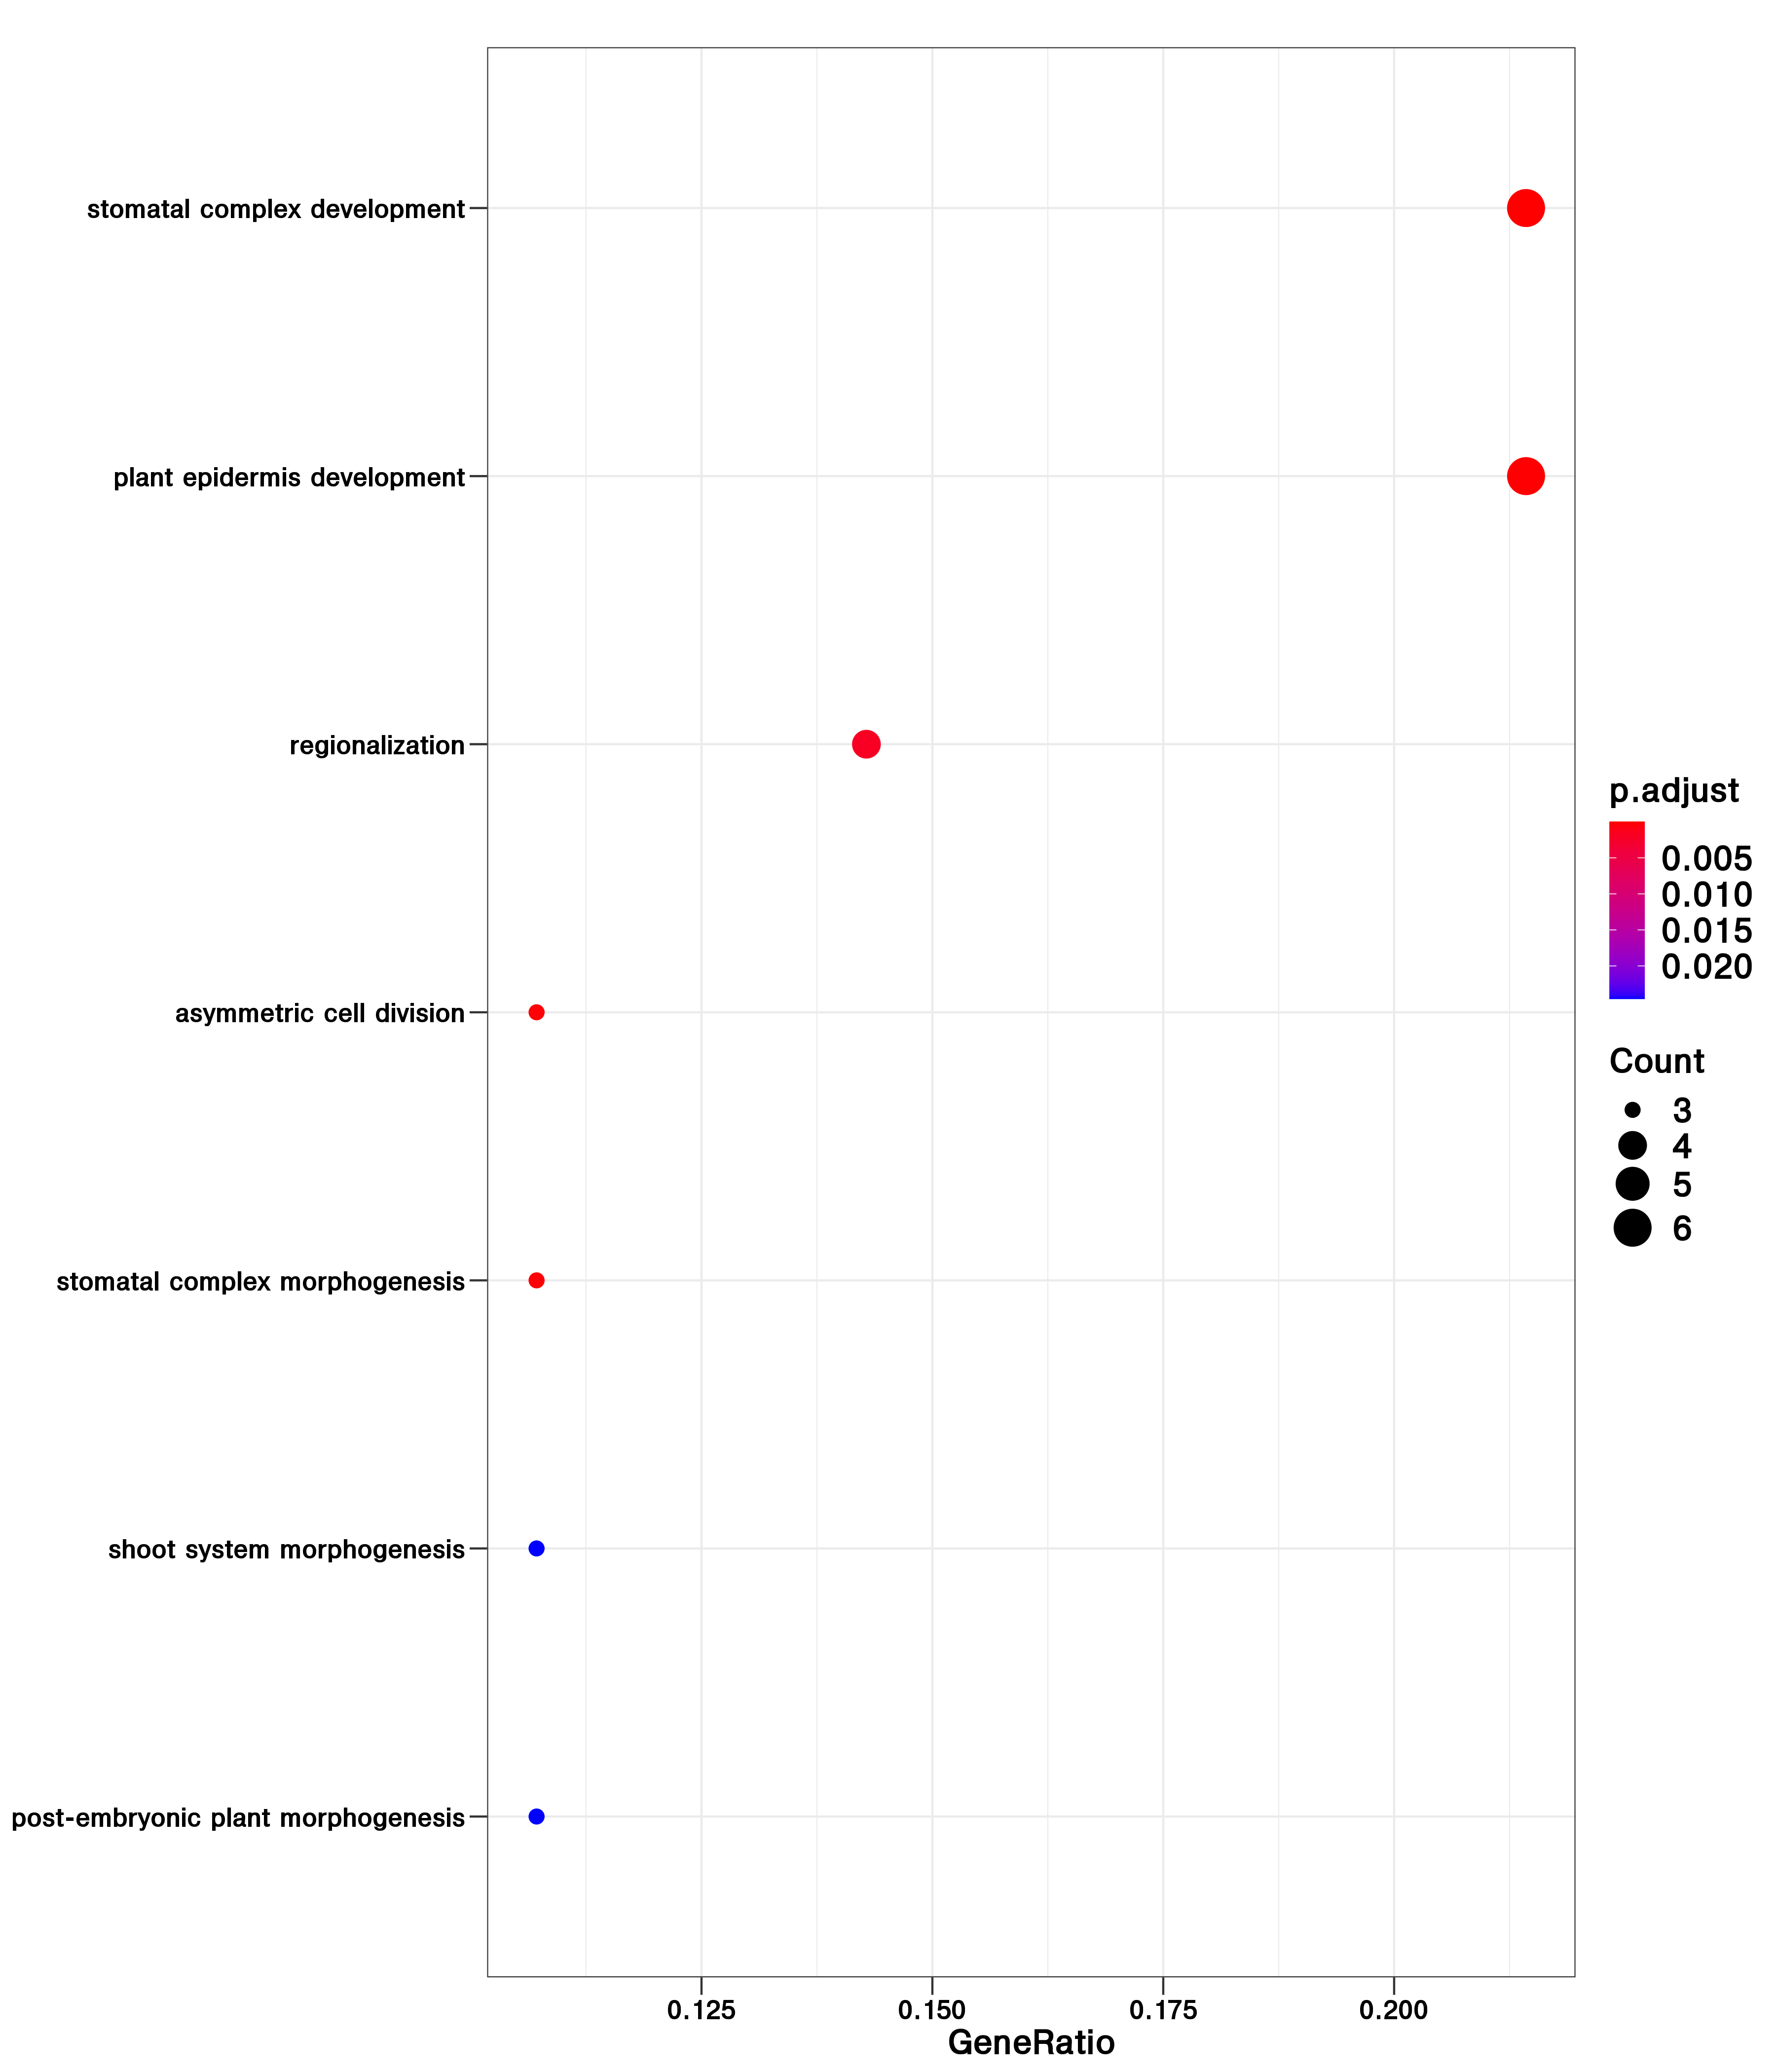 stomatal complex development
plant epidermis development
regionalization
asymmetric cell division
stomatal complex morphogenesis
shoot system morphogenesis
post-embryonic plant morphogenesis
0.125
0.150
0.175
0.200
GeneRatio
p.adjust
0.005
0.010
0.015
0.020
Count
3
4
5
6